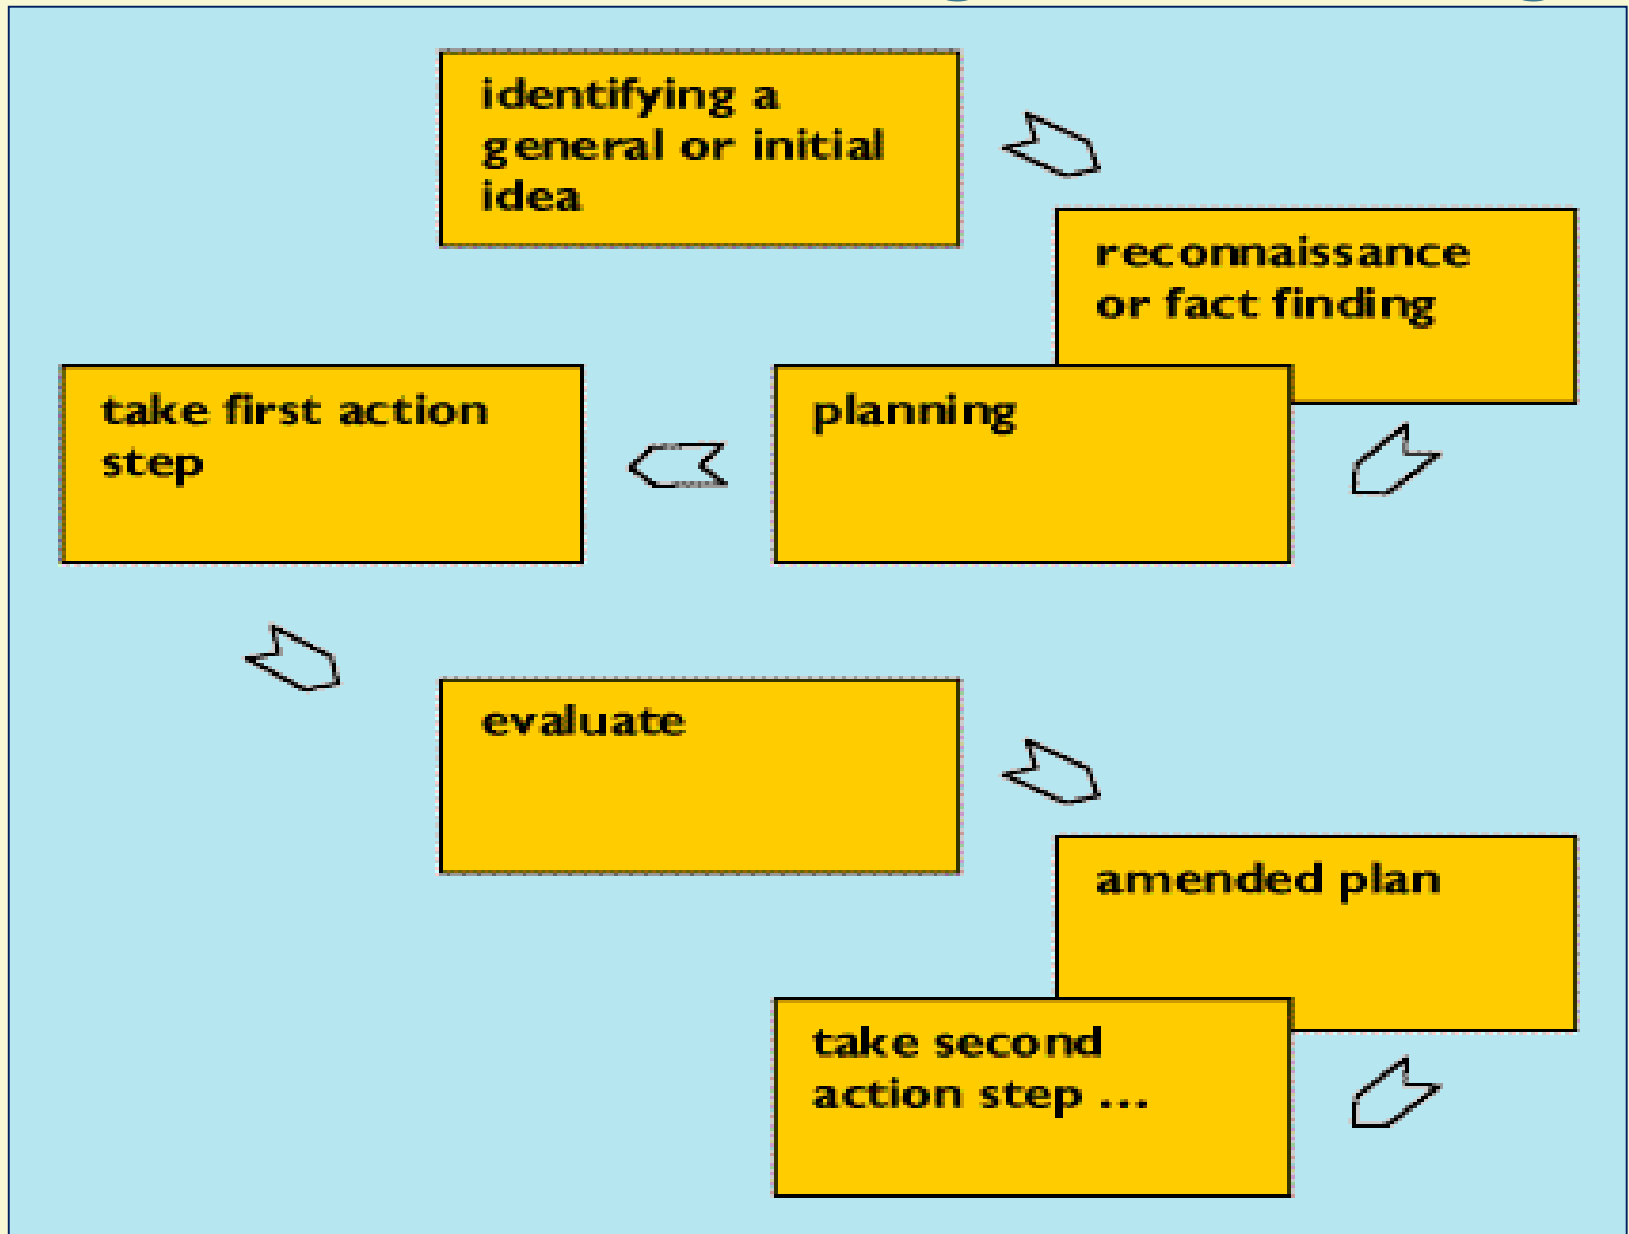 identifying a
general or initial
idea
reconnaissance
or fact finding
take first action
step
planning
evaluate
amended plan
take second
action step ...